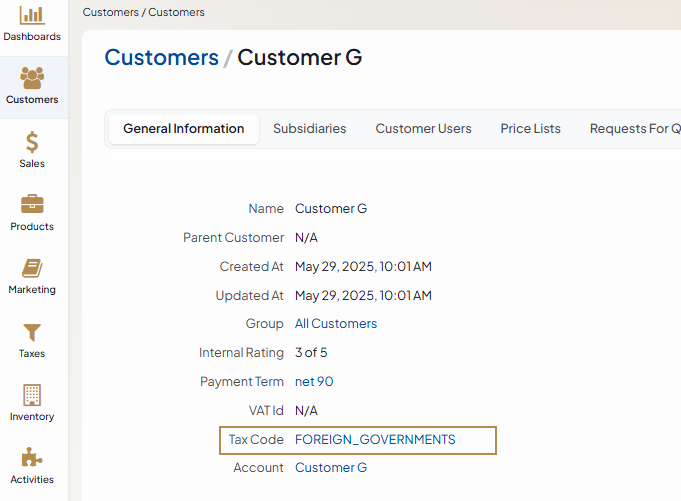 Customers / Customers
Dashboards
Customers
Sales
Products
Marketing
Taxes
Inventory
Activities
Customers / Customer G
General Information Subsidiaries Customer Users Price Lists Requests For Q
Name Customer G
Parent Customer N/A
Created At May 29, 2025, 10:01 AM
Updated At May 29, 2025, 10:01 AM
Group All Customers
Internal Rating 3 of 5
Payment Term net 90
VAT Id N/A
Tax Code FOREIGN_GOVERNMENTS
Account Customer G